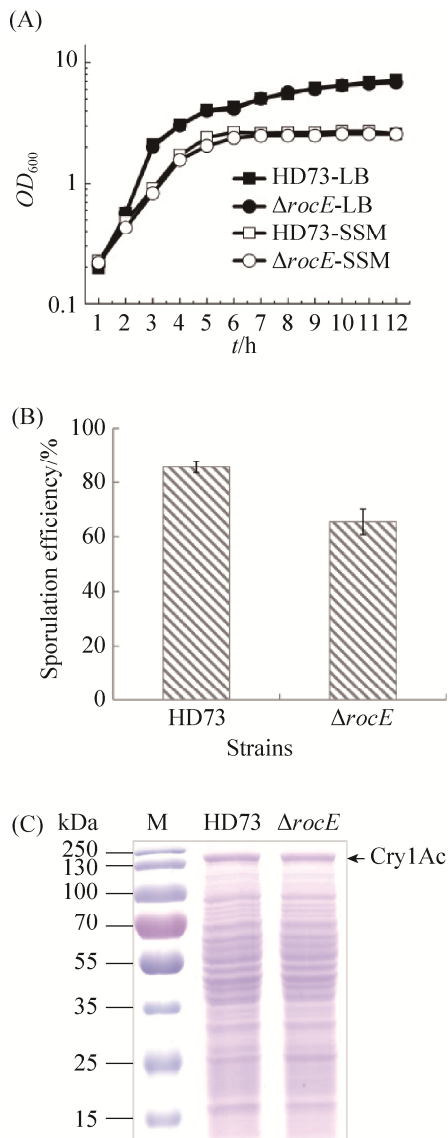 (A)
10
1
0.1
OD600
HD73-LB
ΔrocE-LB
HD73-SSM
ΔrocE-SSM
1 2 3 4 5 6 7 8 9 10 11 12
t/h
(B)
100
80
60
40
20
0
Sporulation efficiency/%
HD73 ΔrocE
Strains
(C) kDa M HD73 ΔrocE
250
130
100
70
55
35
25
15
Cry1Ac